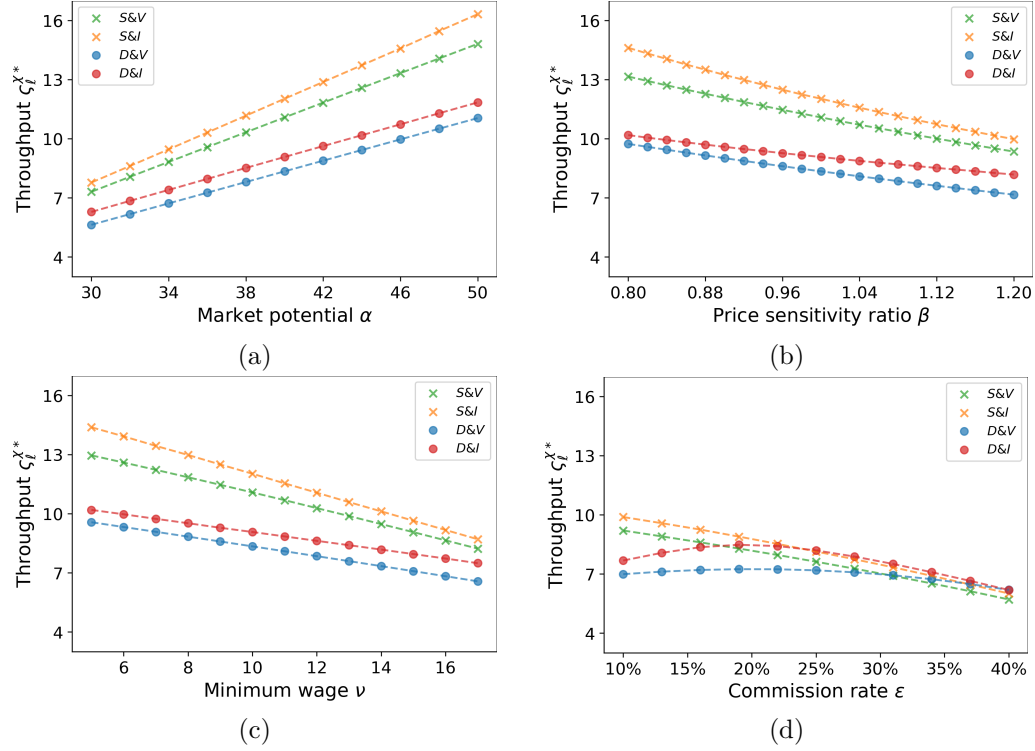 16
13
10
7
4
Throughput ς_ℓ^χ*
S&V
S&I
D&V
D&I
30 34 38 42 46 50
Market potential α
(a)
16
13
10
7
4
Throughput ς_ℓ^χ*
S&V
S&I
D&V
D&I
0.80 0.88 0.96 1.04 1.12 1.20
Price sensitivity ratio β
(b)
16
13
10
7
4
Throughput ς_ℓ^χ*
S&V
S&I
D&V
D&I
6 8 10 12 14 16
Minimum wage ν
(c)
16
13
10
7
4
Throughput ς_ℓ^χ*
S&V
S&I
D&V
D&I
10% 15% 20% 25% 30% 35% 40%
Commission rate ε
(d)